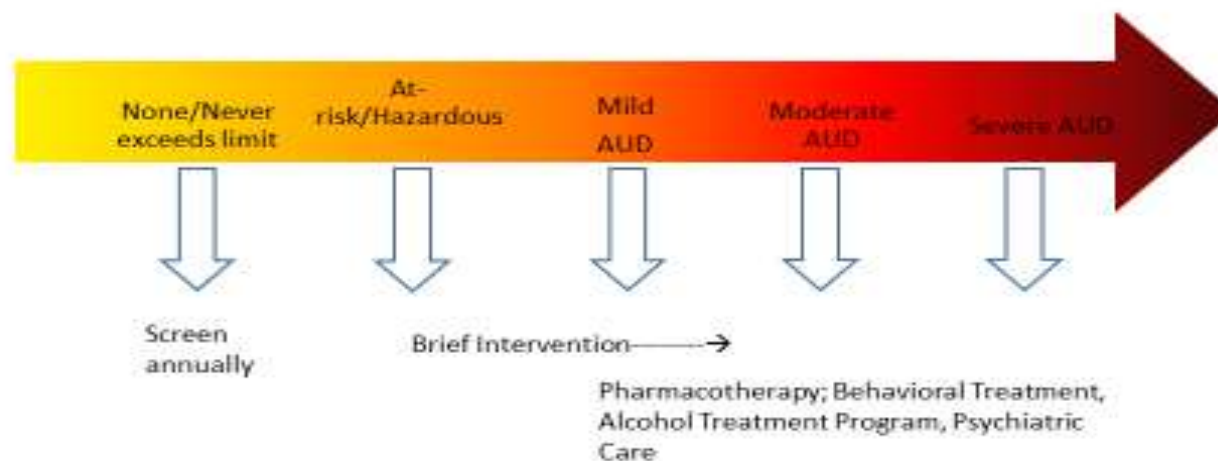 None/Never
exceeds limit
At-
risk/Hazardous
Mild
AUD
Moderate
AUD
Severe AUD
Screen
annually
Brief Intervention———→
Pharmacotherapy; Behavioral Treatment,
Alcohol Treatment Program, Psychiatric
Care